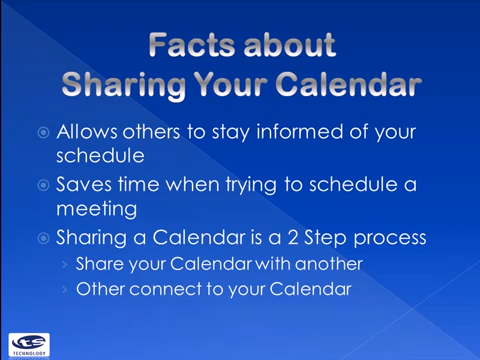 Facts about
Sharing Your Calendar
Allows others to stay informed of your
schedule
Saves time when trying to schedule a
meeting
Sharing a Calendar is a 2 Step process
Share your Calendar with another
Other connect to your Calendar
TECHNOLOGY